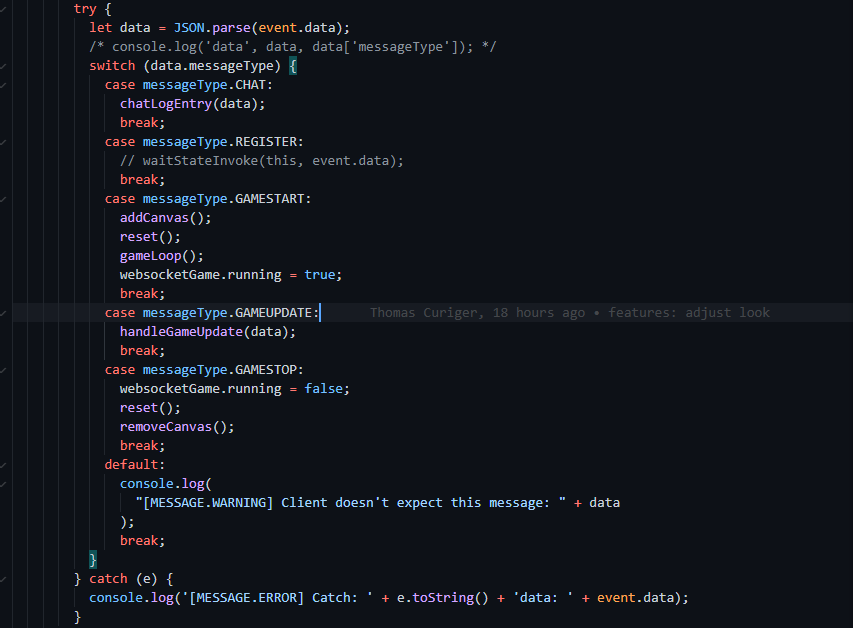 try {
let data = JSON.parse(event.data);
/* console.log('data', data, data['messageType']); */
switch (data.messageType) {
case messageType.CHAT:
chatLogEntry(data);
break;
case messageType.REGISTER:
// waitStateInvoke(this, event.data);
break;
case messageType.GAMESTART:
addCanvas();
reset();
gameLoop();
websocketGame.running = true;
break;
case messageType.GAMEUPDATE: Thomas Curiger, 18 hours ago • features: adjust look
handleGameUpdate(data);
break;
case messageType.GAMESTOP:
websocketGame.running = false;
reset();
removeCanvas();
break;
default:
console.log(
"[MESSAGE.WARNING] Client doesn't expect this message: " + data
);
break;
}
} catch (e) {
console.log('[MESSAGE.ERROR] Catch: ' + e.toString() + 'data: ' + event.data);
}